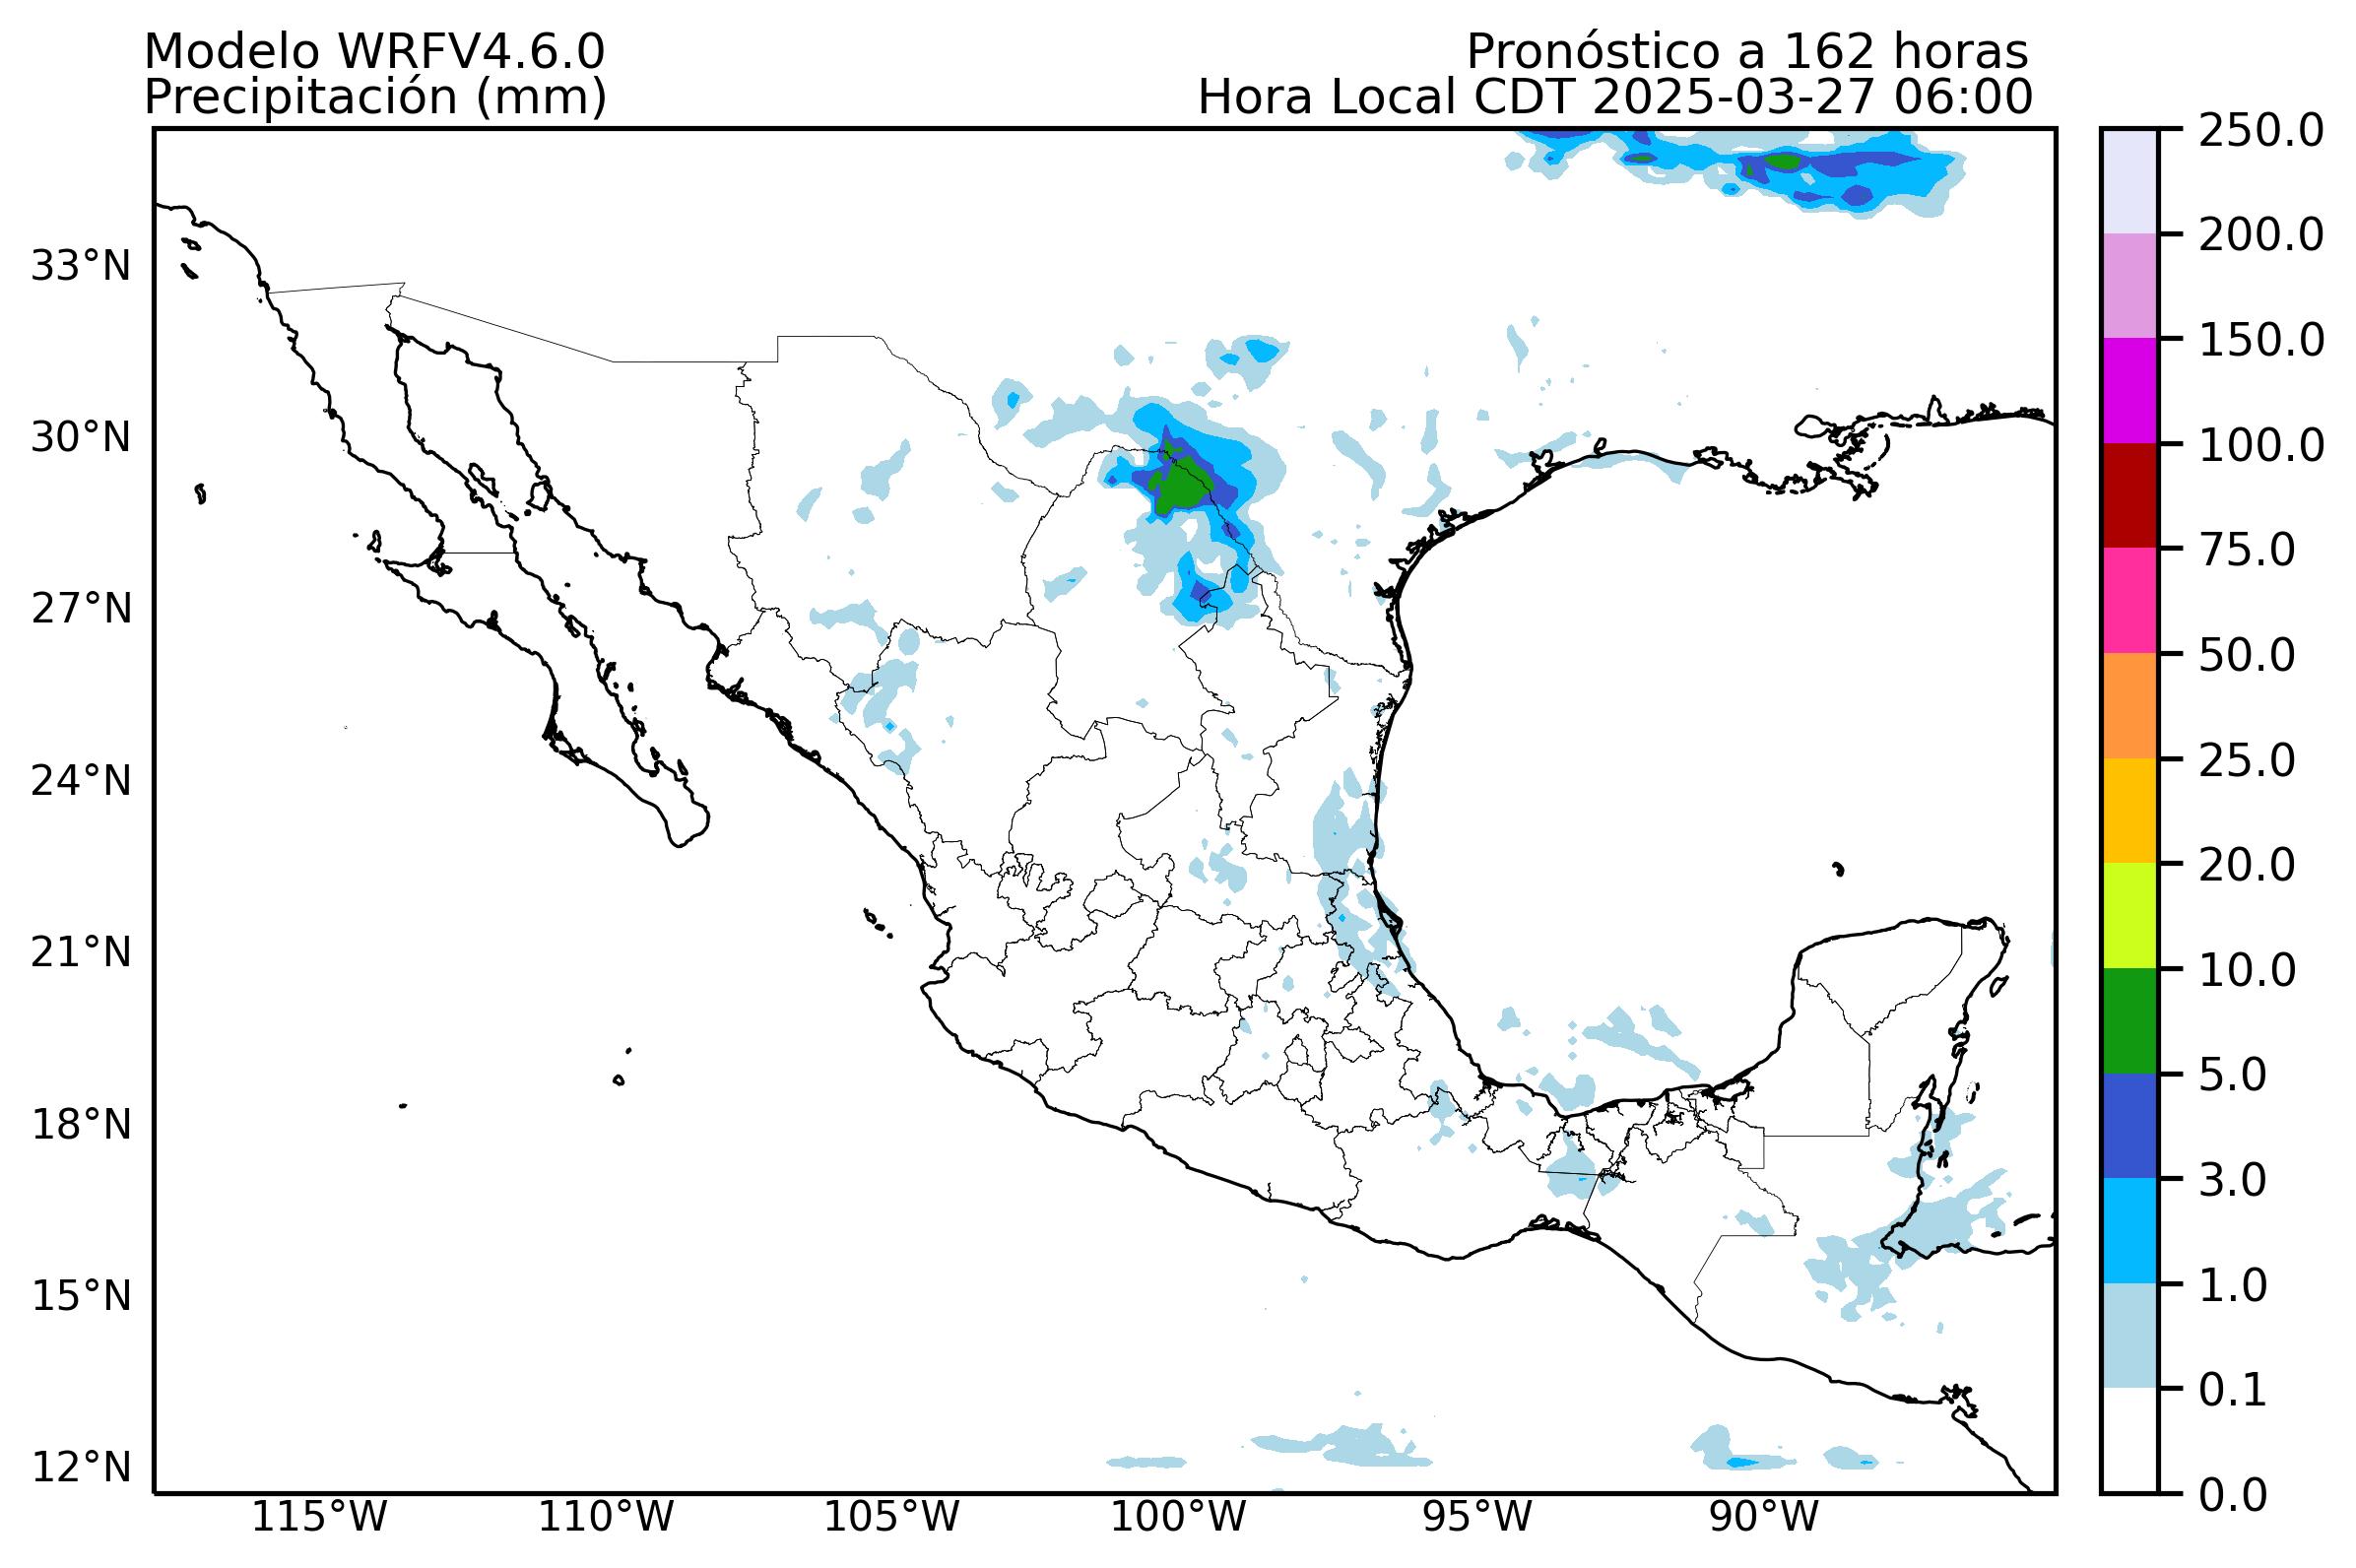 Modelo WRFV4.6.0
Precipitación (mm)
Pronóstico a 162 horas
Hora Local CDT 2025-03-27 06:00
33°N
30°N
27°N
24°N
21°N
18°N
15°N
12°N
115°W
110°W
105°W
100°W
95°W
90°W
250.0
200.0
150.0
100.0
75.0
50.0
25.0
20.0
10.0
5.0
3.0
1.0
0.1
0.0